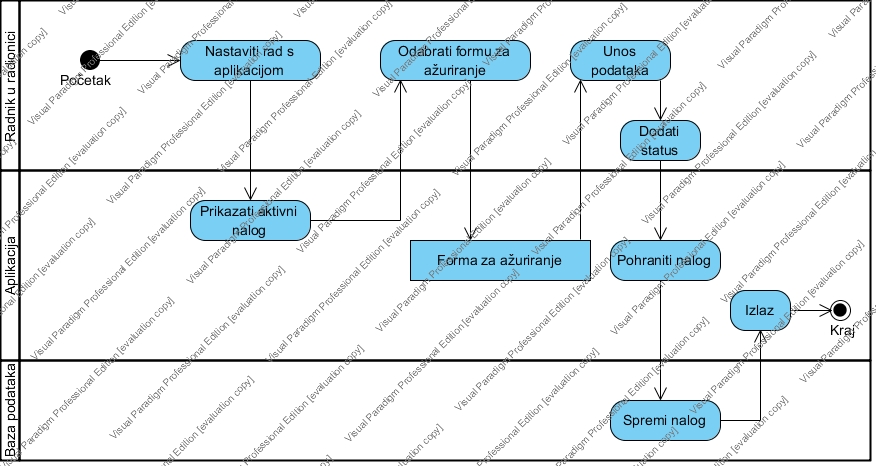 Radnik u radionici
Početak
Nastaviti rad s
aplikacijom
Odabrati formu za
ažuriranje
Unos
podataka
Dodati
status
Aplikacija
Prikazati aktivni
nalog
Forma za ažuriranje
Pohraniti nalog
Izlaz
Kraj
Baza podataka
Spremi nalog
Visual Paradigm Professional Edition [evaluation copy]